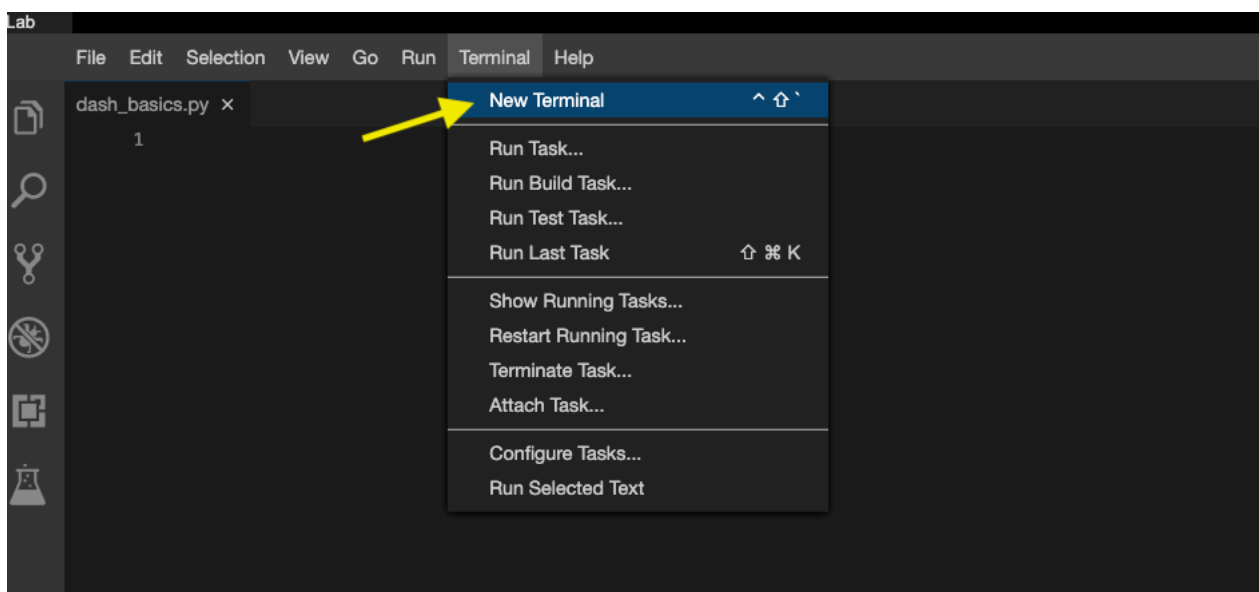 Lab
File Edit Selection View Go Run Terminal Help
dash_basics.py ×
1
New Terminal ^ ⇧ `
Run Task...
Run Build Task...
Run Test Task...
Run Last Task ⇧ ⌘ K
Show Running Tasks...
Restart Running Task...
Terminate Task...
Attach Task...
Configure Tasks...
Run Selected Text